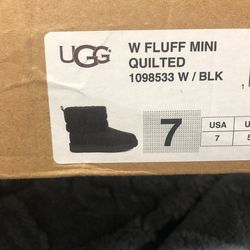 UGG
W FLUFF MINI
QUILTED
1098533 W / BLK
7
USA
7